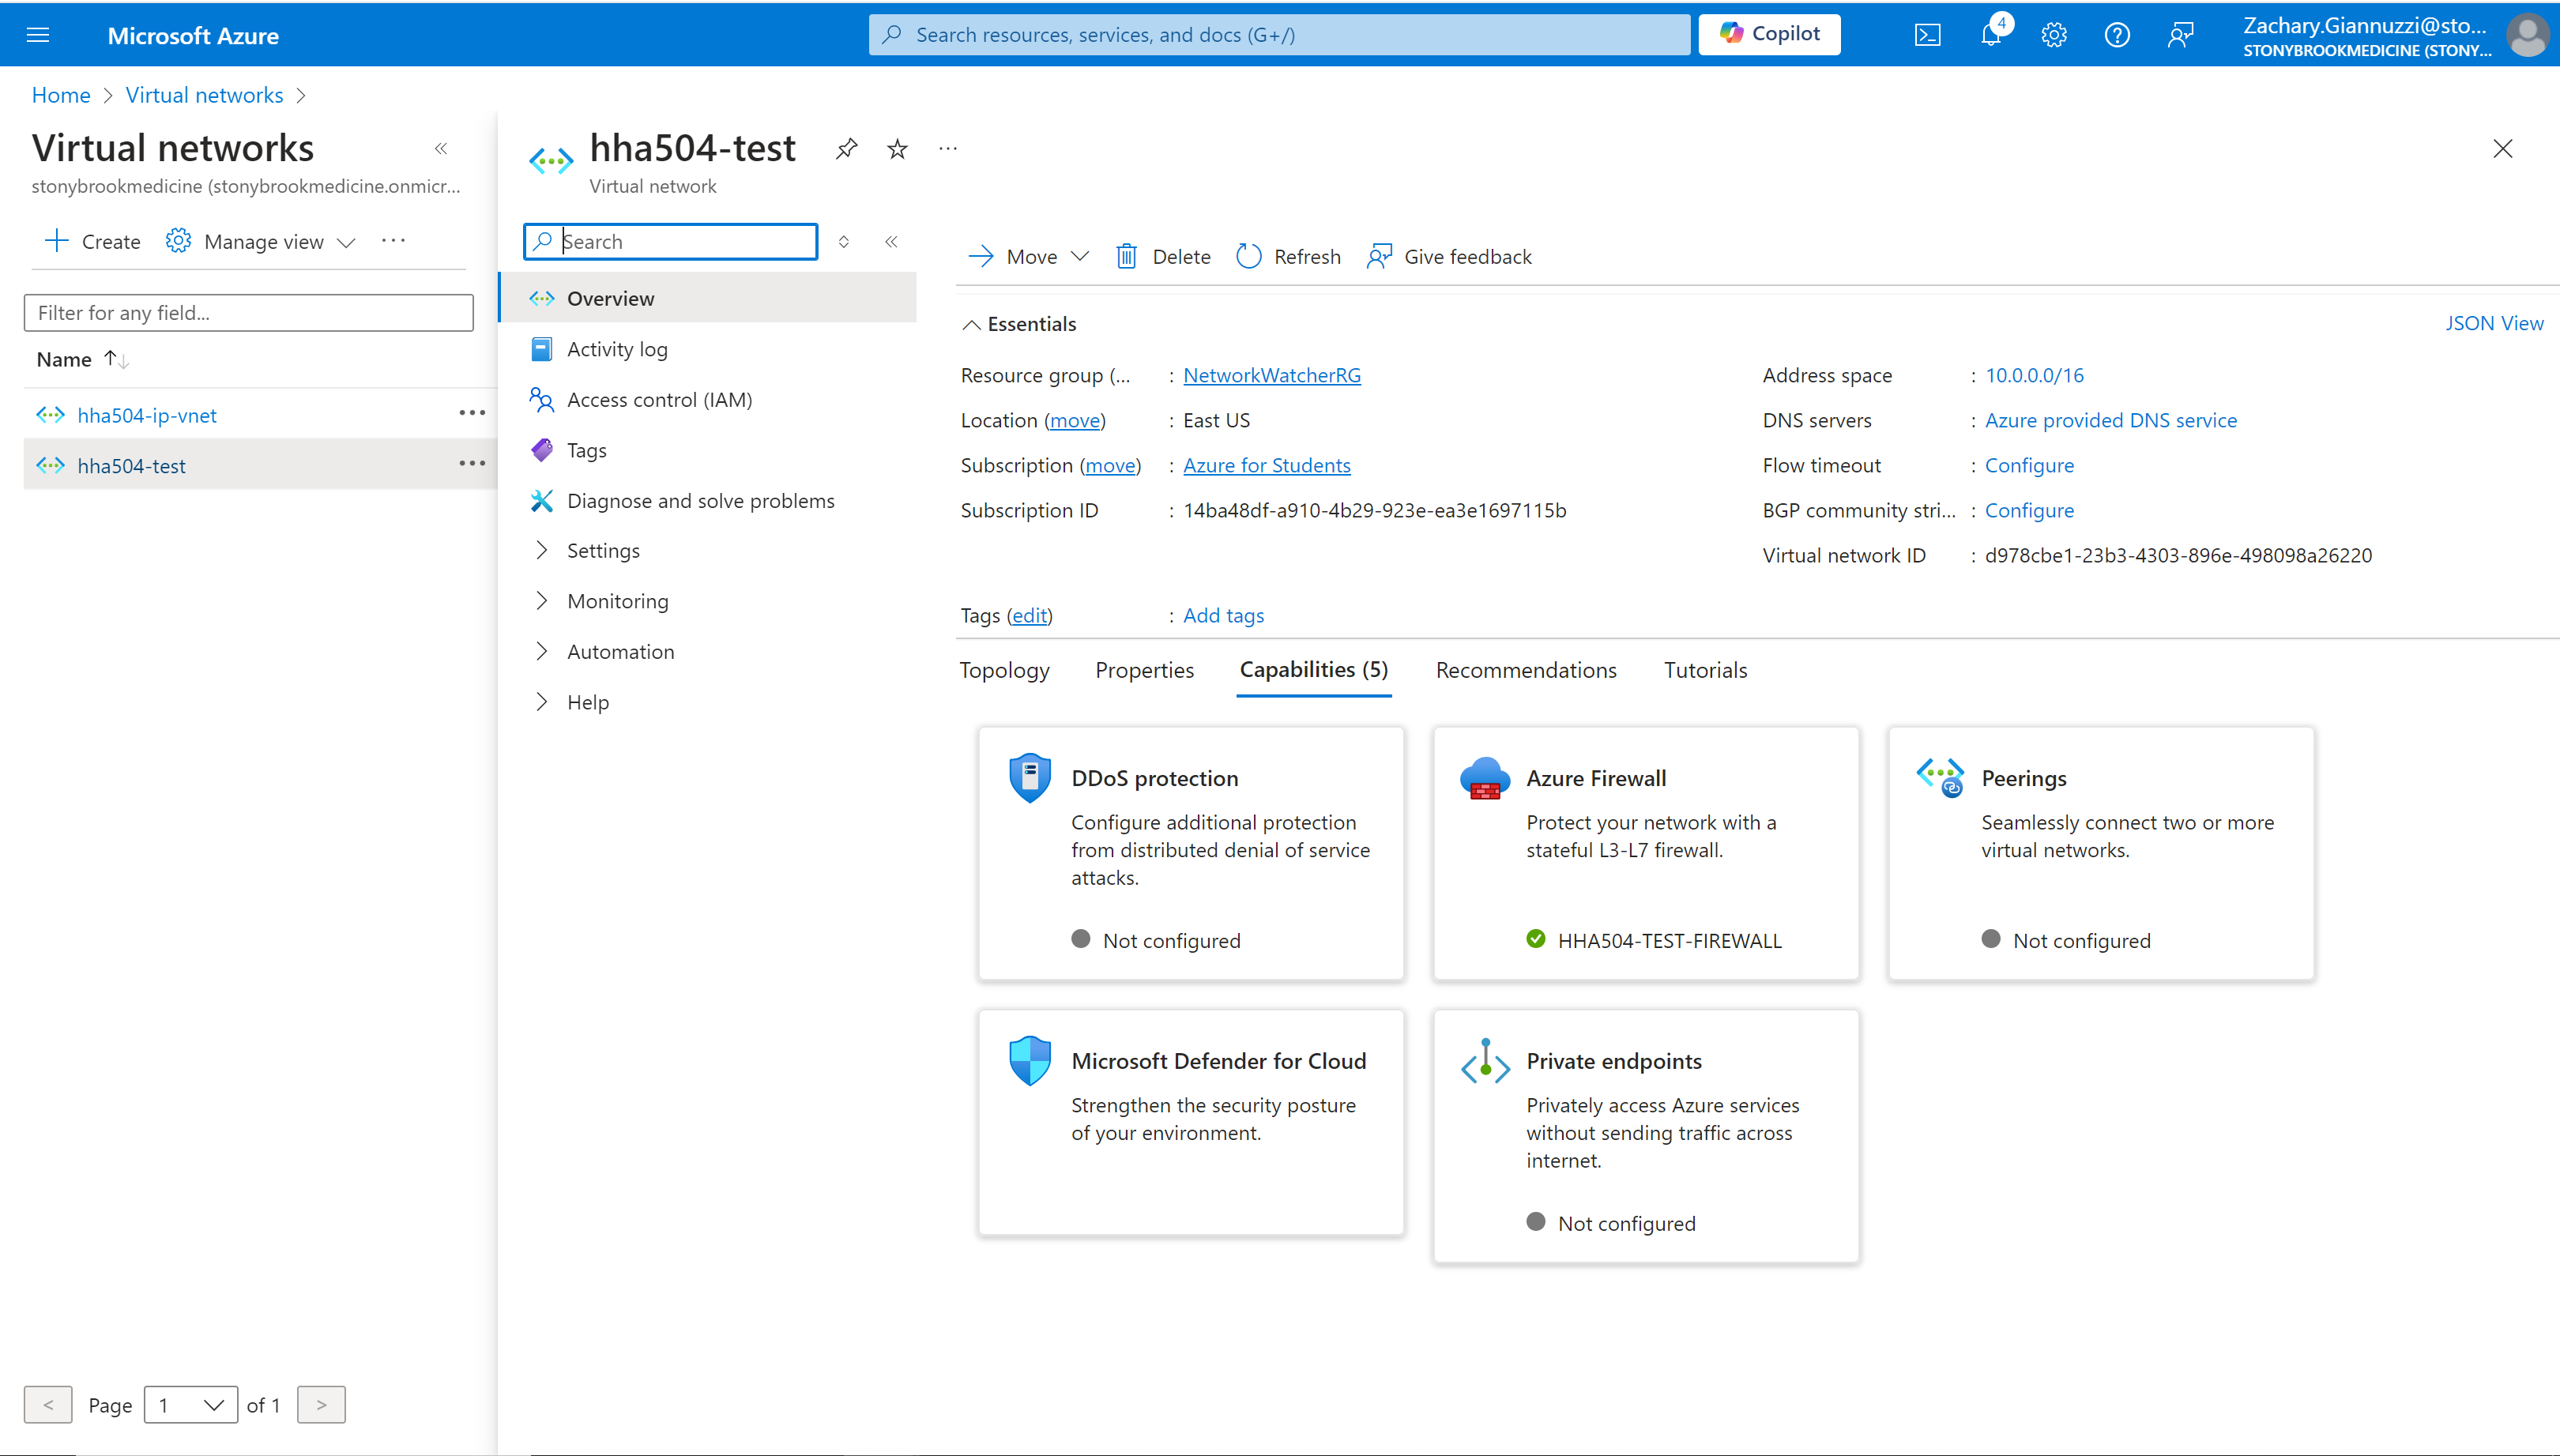 Microsoft Azure
Search resources, services, and docs (G+/)
Copilot
4
Zachary.Giannuzzi@sto...
STONYBROOKMEDICINE (STONY...
Home > Virtual networks >
Virtual networks
stonybrookmedicine (stonybrookmedicine.onmicr...
Create
Manage view
Filter for any field...
Name
hha504-ip-vnet
hha504-test
< Page 1 of 1 >
hha504-test
Virtual network
Search
Overview
Activity log
Access control (IAM)
Tags
Diagnose and solve problems
Settings
Monitoring
Automation
Help
Move
Delete
Refresh
Give feedback
Essentials
JSON View
Resource group (... : NetworkWatcherRG
Location (move) : East US
Subscription (move) : Azure for Students
Subscription ID : 14ba48df-a910-4b29-923e-ea3e1697115b
Address space : 10.0.0.0/16
DNS servers : Azure provided DNS service
Flow timeout : Configure
BGP community stri... : Configure
Virtual network ID : d978cbe1-23b3-4303-896e-498098a26220
Tags (edit) : Add tags
Topology
Properties
Capabilities (5)
Recommendations
Tutorials
DDoS protection
Configure additional protection
from distributed denial of service
attacks.
Not configured
Azure Firewall
Protect your network with a
stateful L3-L7 firewall.
HHA504-TEST-FIREWALL
Peerings
Seamlessly connect two or more
virtual networks.
Not configured
Microsoft Defender for Cloud
Strengthen the security posture
of your environment.
Private endpoints
Privately access Azure services
without sending traffic across
internet.
Not configured